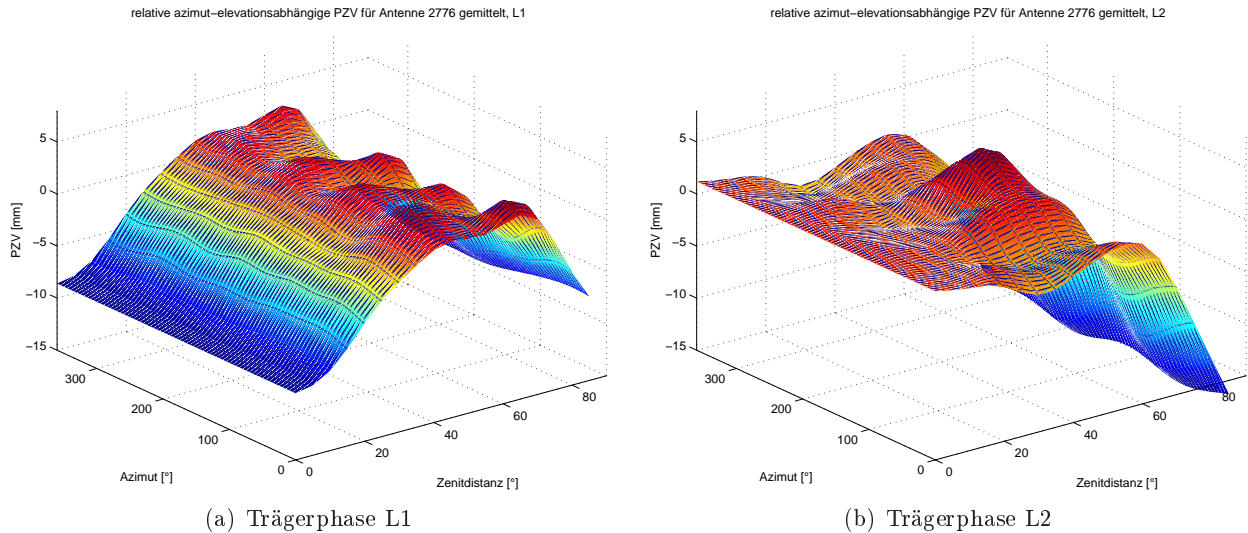 relative azimut−elevationsabhängige PZV für Antenne 2776 gemittelt, L1
5
0
−5
−10
−15
PZV [mm]
300
200
100
0
Azimut [°]
0
20
40
60
80
Zenitdistanz [°]
(a) Trägerphase L1
relative azimut−elevationsabhängige PZV für Antenne 2776 gemittelt, L2
5
0
−5
−10
−15
PZV [mm]
300
200
100
0
Azimut [°]
0
20
40
60
80
Zenitdistanz [°]
(b) Trägerphase L2